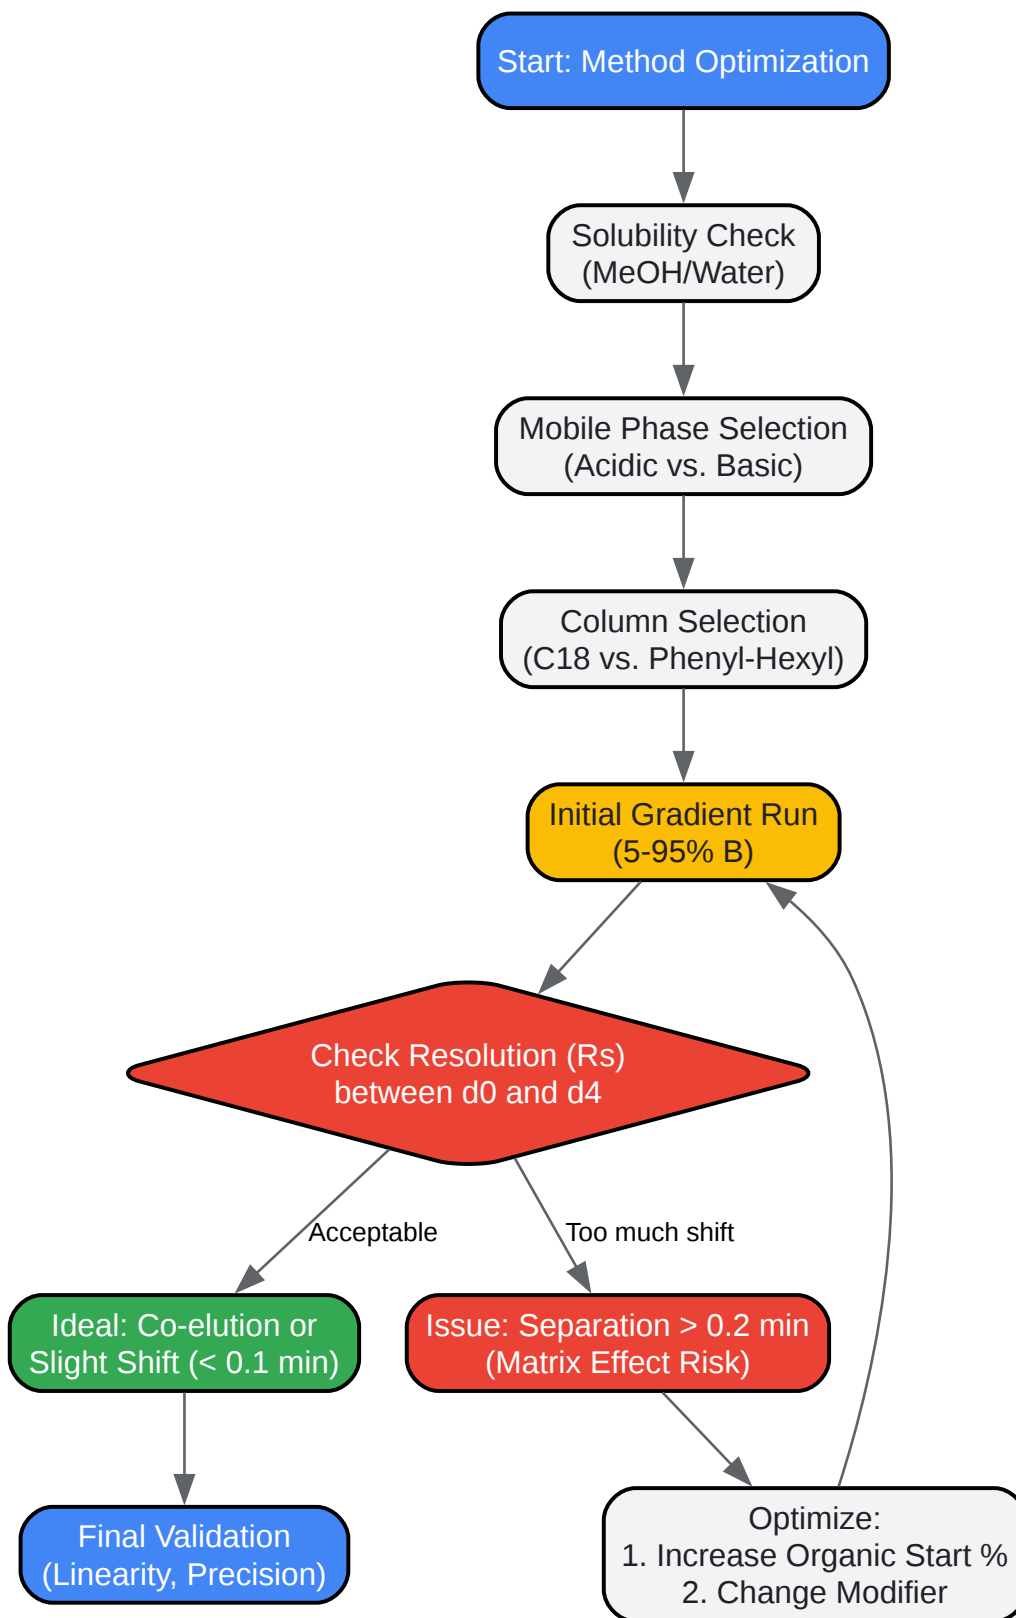 Start: Method Optimization
Solubility Check
(MeOH/Water)
Mobile Phase Selection
(Acidic vs. Basic)
Column Selection
(C18 vs. Phenyl-Hexyl)
Initial Gradient Run
(5-95% B)
Check Resolution (Rs)
between d0 and d4
Acceptable
Too much shift
Ideal: Co-elution or
Slight Shift (< 0.1 min)
Issue: Separation > 0.2 min
(Matrix Effect Risk)
Final Validation
(Linearity, Precision)
Optimize:
1. Increase Organic Start %
2. Change Modifier